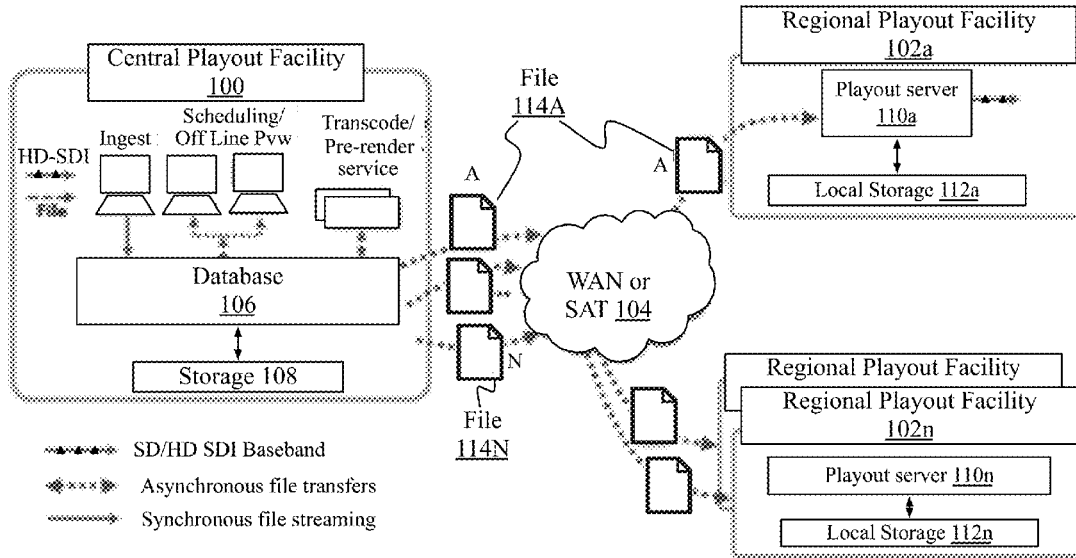 Central Playout Facility
100
Ingest
Scheduling/
Off Line Pvw
Transcode/
Pre-render
service
HD-SDI
File
Database
106
Storage 108
File
114A
A
A
N
File
114N
WAN or
SAT 104
Regional Playout Facility
102a
Playout server
110a
Local Storage 112a
Regional Playout Facility
Regional Playout Facility
102n
Playout server 110n
Local Storage 112n
SD/HD SDI Baseband
Asynchronous file transfers
Synchronous file streaming